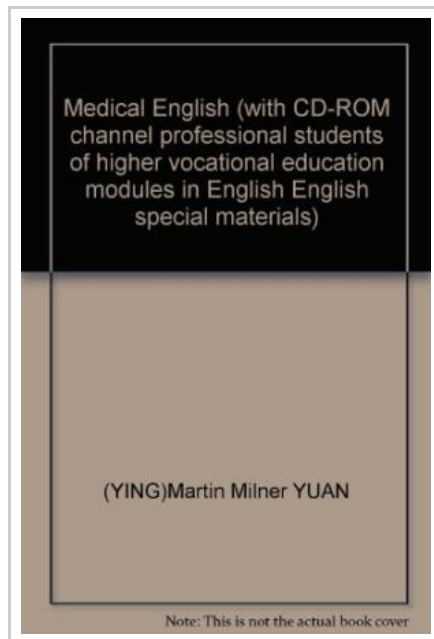 Medical English (with CD-ROM
channel professional students
of higher vocational education
modules in English English
special materials)
(YING)Martin Milner YUAN
Note: This is not the actual book cover